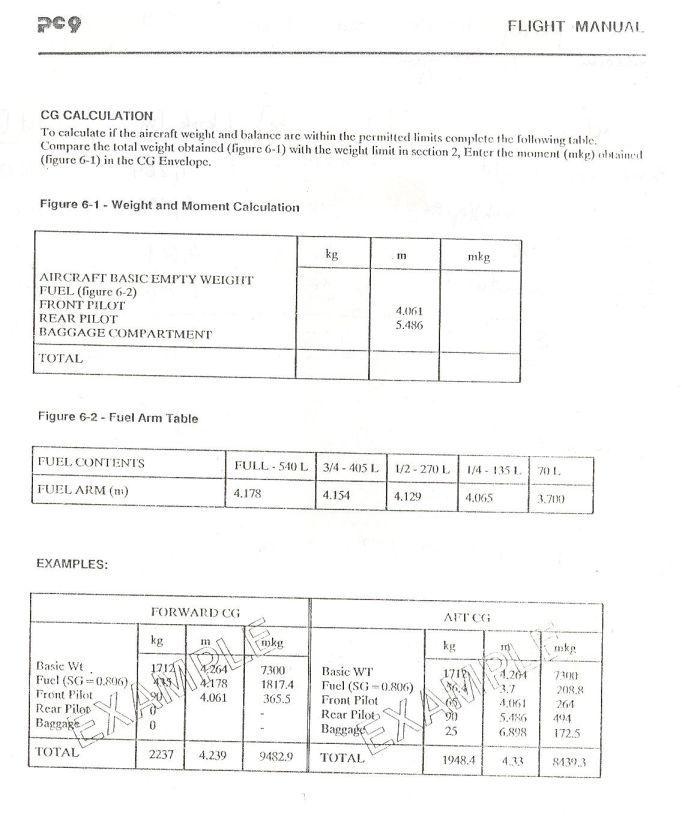 PC9
FLIGHT MANUAL
CG CALCULATION
To calculate if the aircraft weight and balance are within the permitted limits complete the following table.
Compare the total weight obtained (figure 6-1) with the weight limit in section 2, Enter the moment (mkg) obtained
(figure 6-1) in the CG Envelope.
Figure 6-1 - Weight and Moment Calculation
kg m mkg
AIRCRAFT BASIC EMPTY WEIGHT
FUEL (figure 6-2)
FRONT PILOT 4.061
REAR PILOT 5.486
BAGGAGE COMPARTMENT
TOTAL
Figure 6-2 - Fuel Arm Table
FUEL CONTENTS FULL - 540 L 3/4 - 405 L 1/2 - 270 L 1/4 - 135 L 70 L
FUEL ARM (m) 4.178 4.154 4.129 4.065 3.700
EXAMPLES:
FORWARD CG AFT CG
kg m mkg kg m mkg
Basic Wt 1712 4.264 7300 Basic WT 1712 4.264 7300
Fuel (SG = 0.806) 435 4.178 1817.4 Fuel (SG = 0.806) 56.4 3.7 208.8
Front Pilot 90 4.061 365.5 Front Pilot 65 4.061 264
Rear Pilot 0 - Rear Pilot 90 5.486 494
Baggage 0 - Baggage 25 6.898 172.5
EXAMPLE EXAMPLE
TOTAL 2237 4.239 9482.9 TOTAL 1948.4 4.33 8439.3